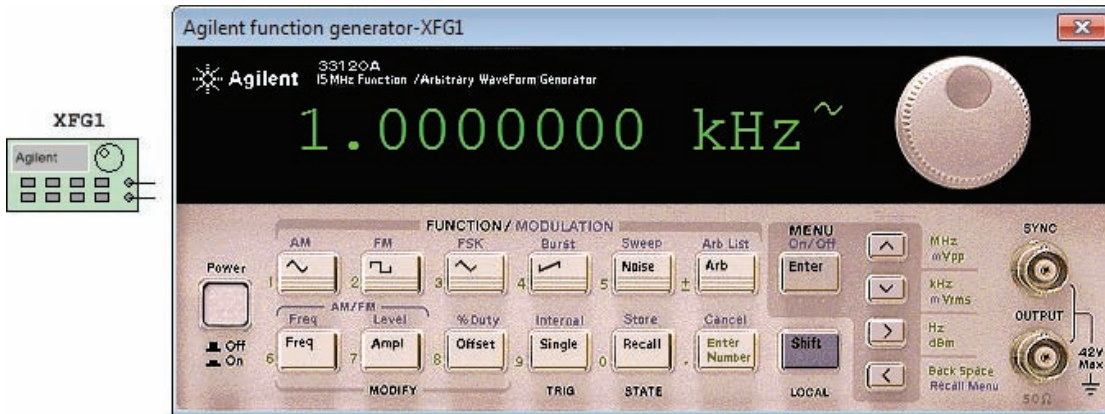 Agilent function generator-XFG1
33120A
Agilent 15 MHz Function /Arbitrary WaveForm Genorator
1.0000000 kHz
XFG1
Agilent
FUNCTION/MODULATION
AM FM FSK Burst Sweep Arb List
MENU
On/Off
Power
1 2 3 4 5 Noise ± Arb Enter
MHz
mVpp
kHz
mVrms
SYNC
AM/FM
Freq Level %Duty Internal Store Cancel
Off
On
6 Freq 7 Ampl 8 Offset 9 Single 0 Recall . Enter Number Shift
Hz
dBm
OUTPUT
Back Space
Recall Menu
42V
Max
MODIFY TRIG STATE LOCAL
50Ω